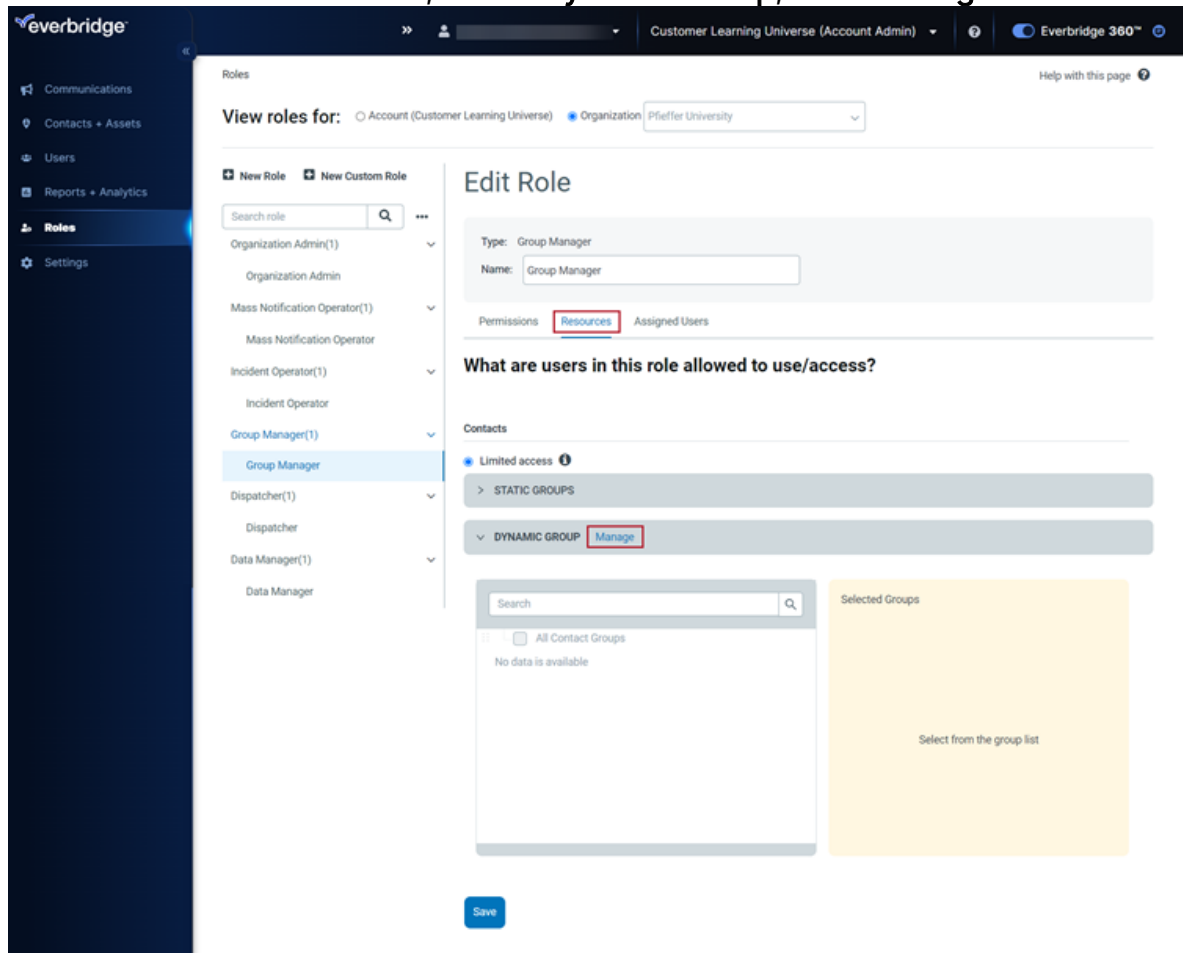 everbridge
Customer Learning Universe (Account Admin)
Everbridge 360™
Communications
Contacts + Assets
Users
Reports + Analytics
Roles
Settings
Roles
Help with this page
View roles for: Account (Customer Learning Universe) Organization Pfieffer University
New Role New Custom Role
Search role
Organization Admin(1)
Organization Admin
Mass Notification Operator(1)
Mass Notification Operator
Incident Operator(1)
Incident Operator
Group Manager(1)
Group Manager
Dispatcher(1)
Dispatcher
Data Manager(1)
Data Manager
Edit Role
Type: Group Manager
Name: Group Manager
Permissions Resources Assigned Users
What are users in this role allowed to use/access?
Contacts
Limited access
STATIC GROUPS
DYNAMIC GROUP Manage
Search
All Contact Groups
No data is available
Selected Groups
Select from the group list
Save